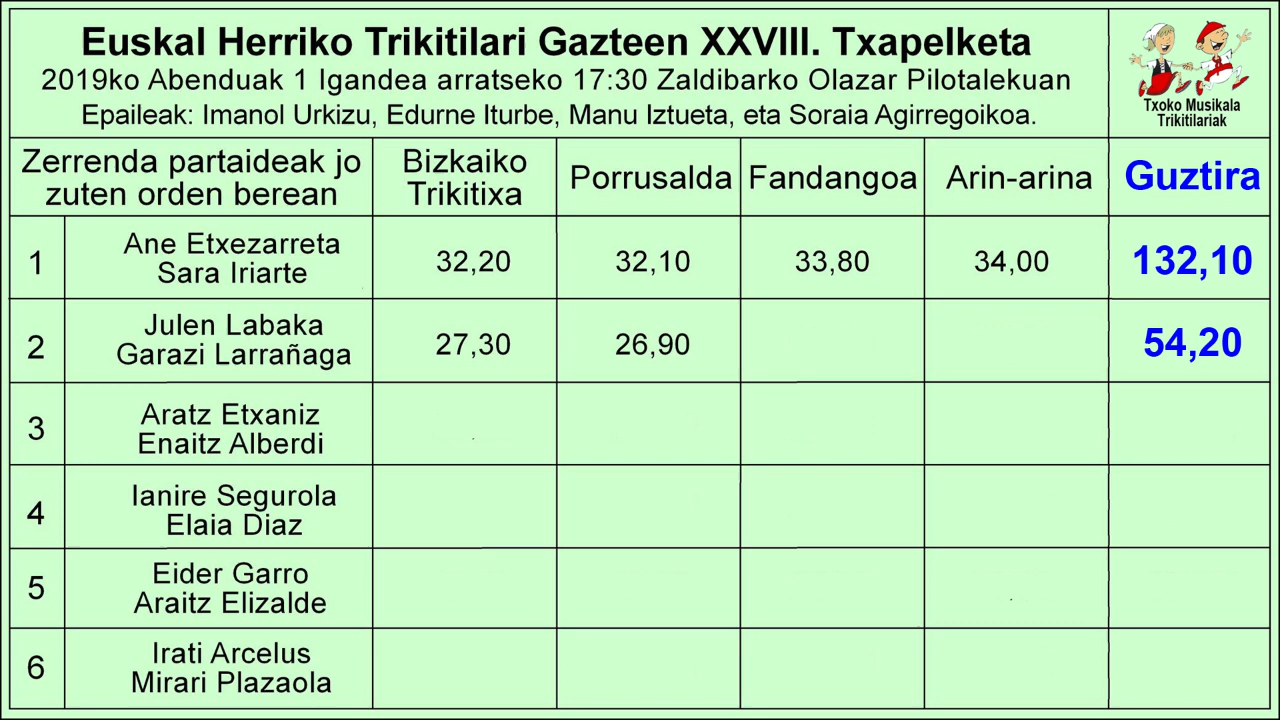 Euskal Herriko Trikitilari Gazteen XXVIII. Txapelketa
2019ko Abenduak 1 Igandea arratseko 17:30 Zaldibarko Olazar Pilotalekuan
Epaileak: Imanol Urkizu, Edurne Iturbe, Manu Iztueta, eta Soraia Agirregoikoa.
Txoko Musikala
Trikitilariak
Zerrenda partaideak jo
zuten orden berean
Bizkaiko
Trikitixa
Porrusalda
Fandangoa
Arin-arina
Guztira
1
Ane Etxezarreta
Sara Iriarte
32,20
32,10
33,80
34,00
132,10
2
Julen Labaka
Garazi Larrañaga
27,30
26,90
54,20
3
Aratz Etxaniz
Enaitz Alberdi
4
Ianire Segurola
Elaia Diaz
5
Eider Garro
Araitz Elizalde
6
Irati Arcelus
Mirari Plazaola